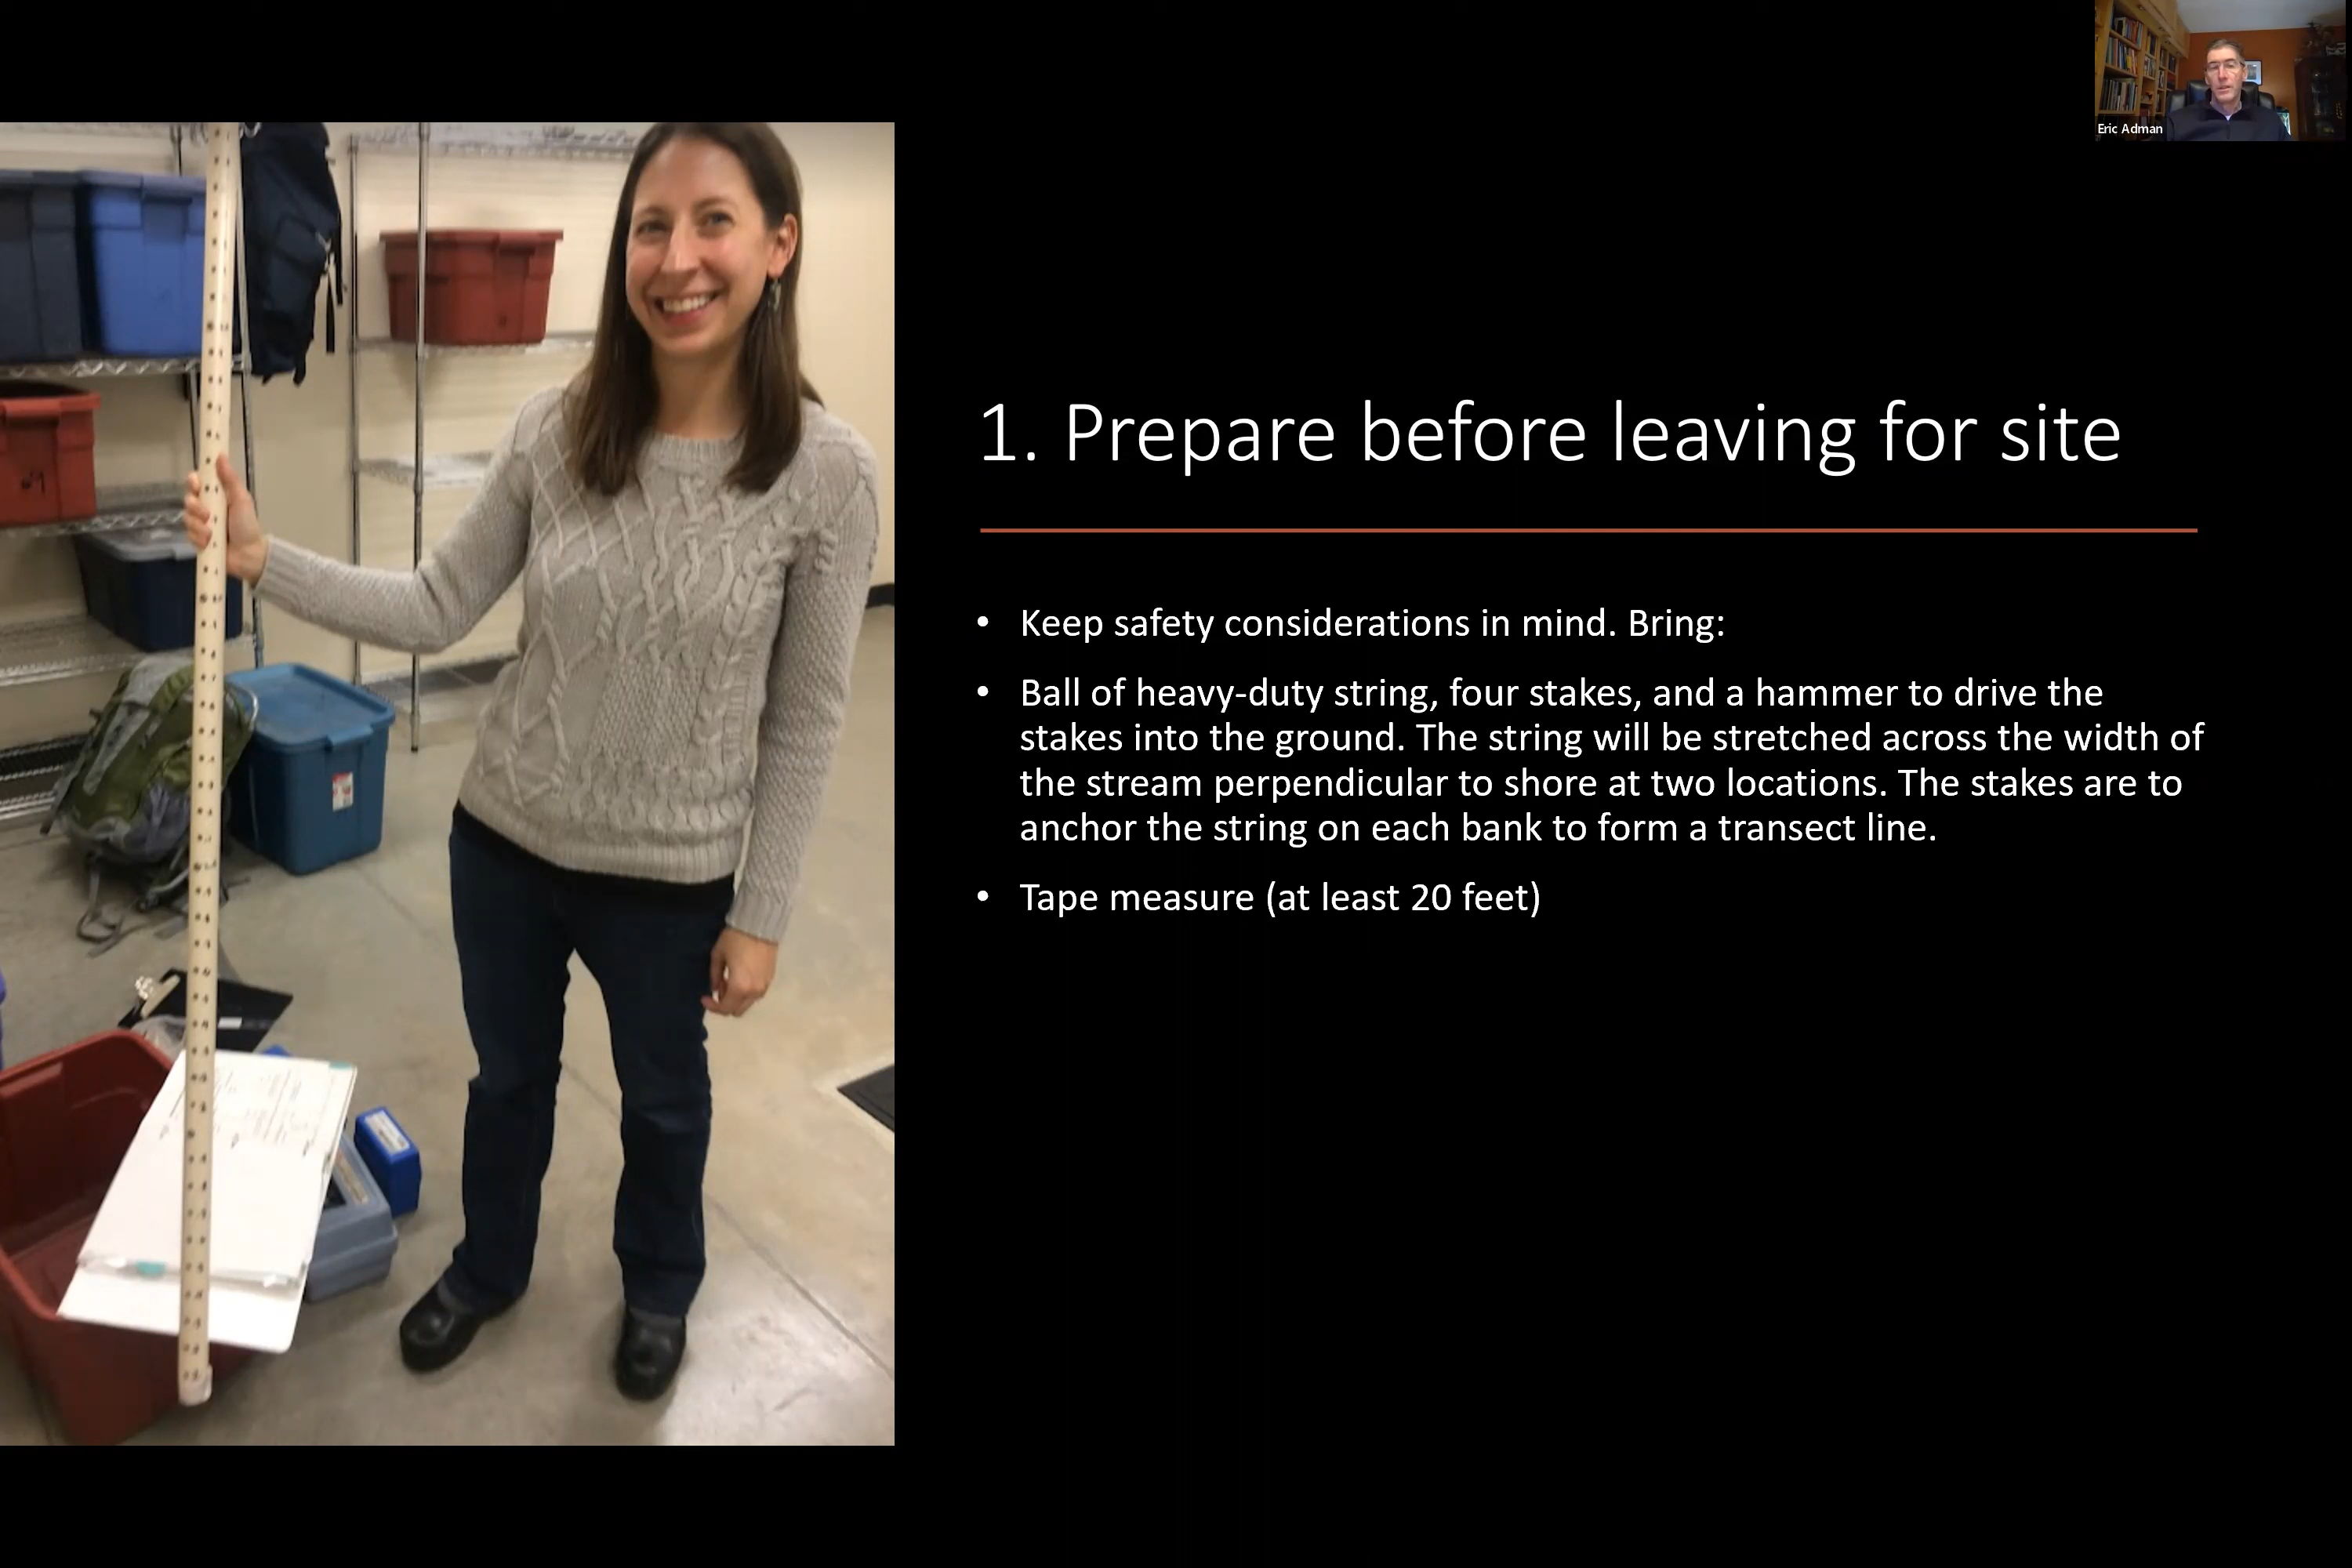 Eric Adman
1. Prepare before leaving for site
• Keep safety considerations in mind. Bring:
• Ball of heavy-duty string, four stakes, and a hammer to drive the
stakes into the ground. The string will be stretched across the width of
the stream perpendicular to shore at two locations. The stakes are to
anchor the string on each bank to form a transect line.
• Tape measure (at least 20 feet)